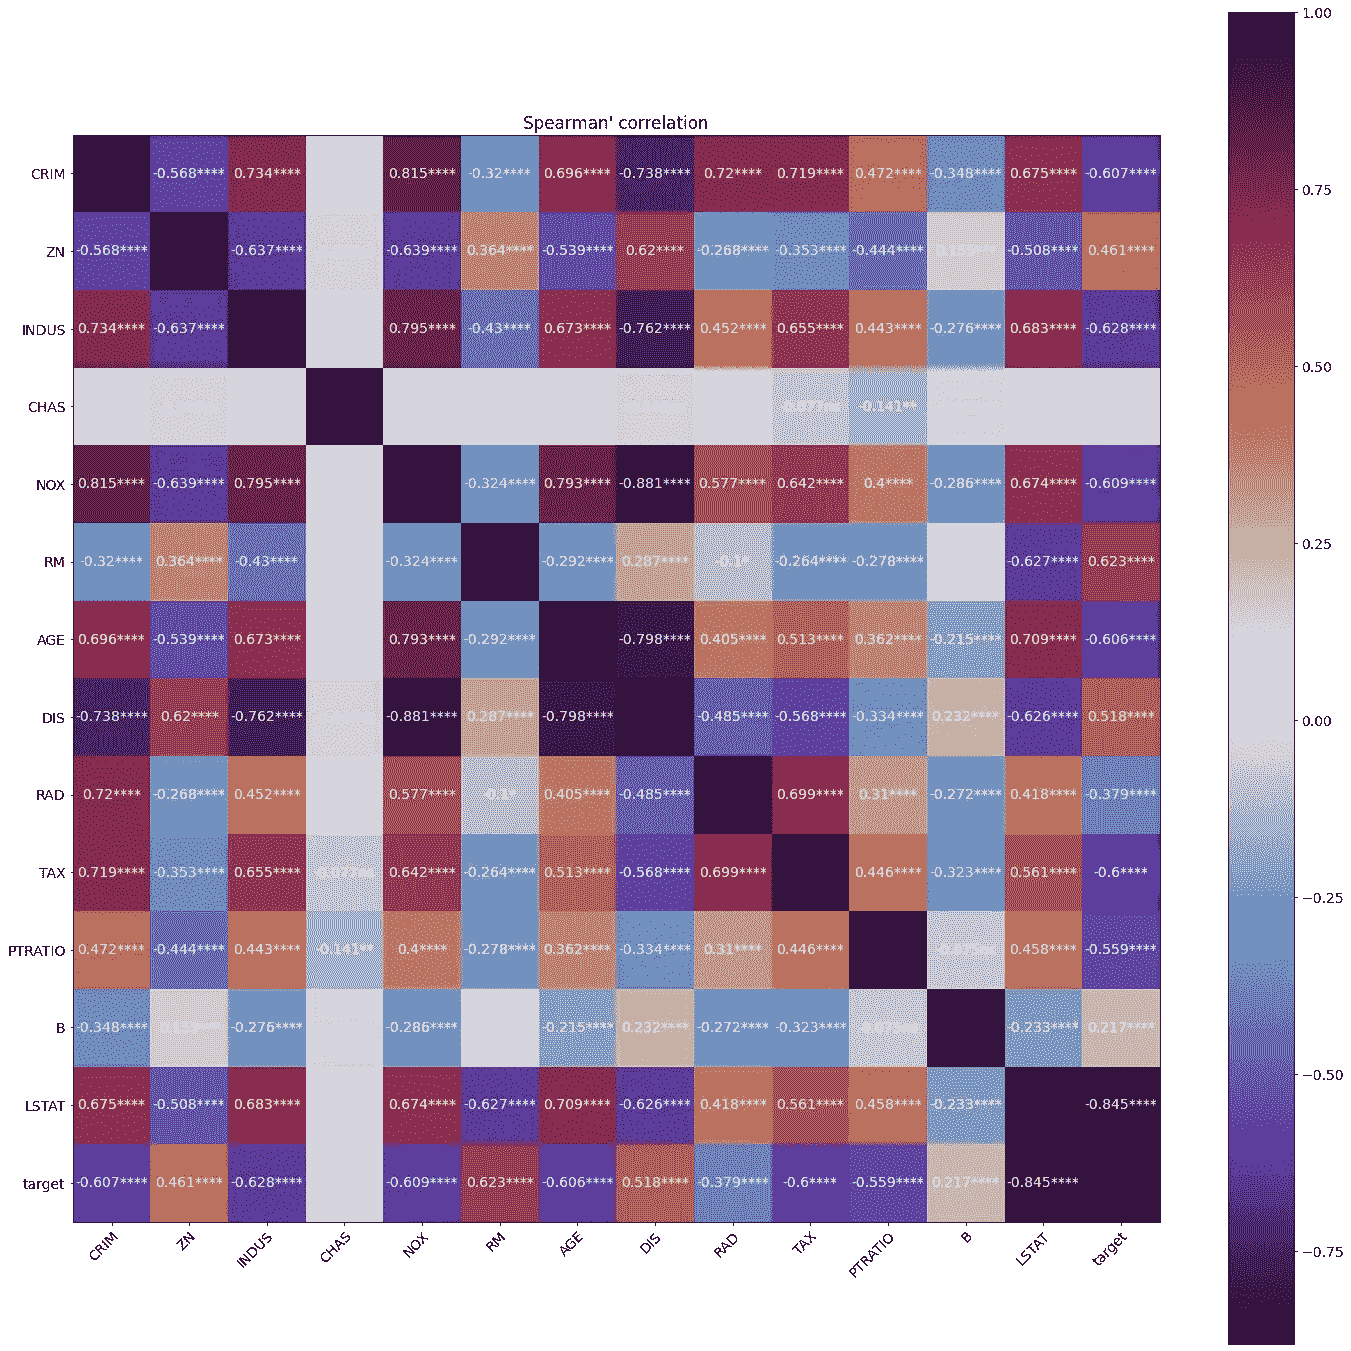 Spearman' correlation
1.00
CRIM -0.568**** 0.734**** 0.815**** -0.32**** 0.696**** -0.738**** 0.72**** 0.719**** 0.472**** -0.348**** 0.675**** -0.607****
0.75
ZN -0.568**** -0.637**** -0.639**** 0.364**** -0.539**** 0.62**** -0.268**** -0.353**** -0.444**** -0.508**** 0.461****
INDUS 0.734**** -0.637**** 0.795**** -0.43**** 0.673**** -0.762**** 0.452**** 0.655**** 0.443**** -0.276**** 0.683**** -0.628****
0.50
CHAS -0.141**
NOX 0.815**** -0.639**** 0.795**** -0.324**** 0.793**** -0.881**** 0.577**** 0.642**** 0.4**** -0.286**** 0.674**** -0.609****
0.25
RM -0.32**** 0.364**** -0.43**** -0.324**** -0.292**** 0.287**** -0.1* -0.264**** -0.278**** -0.627**** 0.623****
AGE 0.696**** -0.539**** 0.673**** 0.793**** -0.292**** -0.798**** 0.405**** 0.513**** 0.362**** -0.215**** 0.709**** -0.606****
DIS -0.738**** 0.62**** -0.762**** -0.881**** 0.287**** -0.798**** -0.485**** -0.568**** -0.334**** 0.232**** -0.626**** 0.518****
0.00
RAD 0.72**** -0.268**** 0.452**** 0.577**** -0.1* 0.405**** -0.485**** 0.699**** 0.31**** -0.272**** 0.418**** -0.379****
TAX 0.719**** -0.353**** 0.655**** 0.642**** -0.264**** 0.513**** -0.568**** 0.699**** 0.446**** -0.323**** 0.561**** -0.6****
−0.25
PTRATIO 0.472**** -0.444**** 0.443**** -0.141** 0.4**** -0.278**** 0.362**** -0.334**** 0.31**** 0.446**** 0.458**** -0.559****
B -0.348**** -0.276**** -0.286**** -0.215**** 0.232**** -0.272**** -0.323**** -0.233**** 0.217****
−0.50
LSTAT 0.675**** -0.508**** 0.683**** 0.674**** -0.627**** 0.709**** -0.626**** 0.418**** 0.561**** 0.458**** -0.233**** -0.845****
target -0.607**** 0.461**** -0.628**** -0.609**** 0.623**** -0.606**** 0.518**** -0.379**** -0.6**** -0.559**** 0.217**** -0.845****
−0.75
CRIM ZN INDUS CHAS NOX RM AGE DIS RAD TAX PTRATIO B LSTAT target